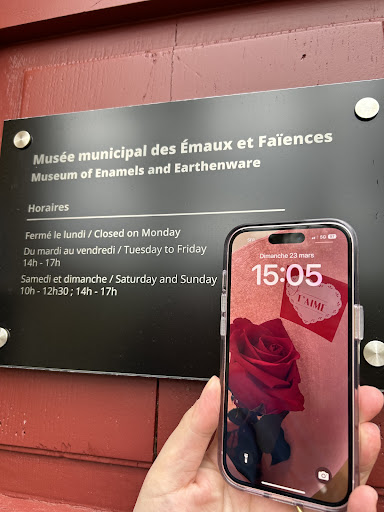 Musée municipal des Émaux et Faïences
Museum of Enamels and Earthenware
Horaires
Fermé le lundi / Closed on Monday
Du mardi au vendredi / Tuesday to Friday
14h - 17h
Samedi et dimanche / Saturday and Sunday
10h - 12h30 ; 14h - 17h
5G
Dimanche 23 mars
15:05
J'AIME